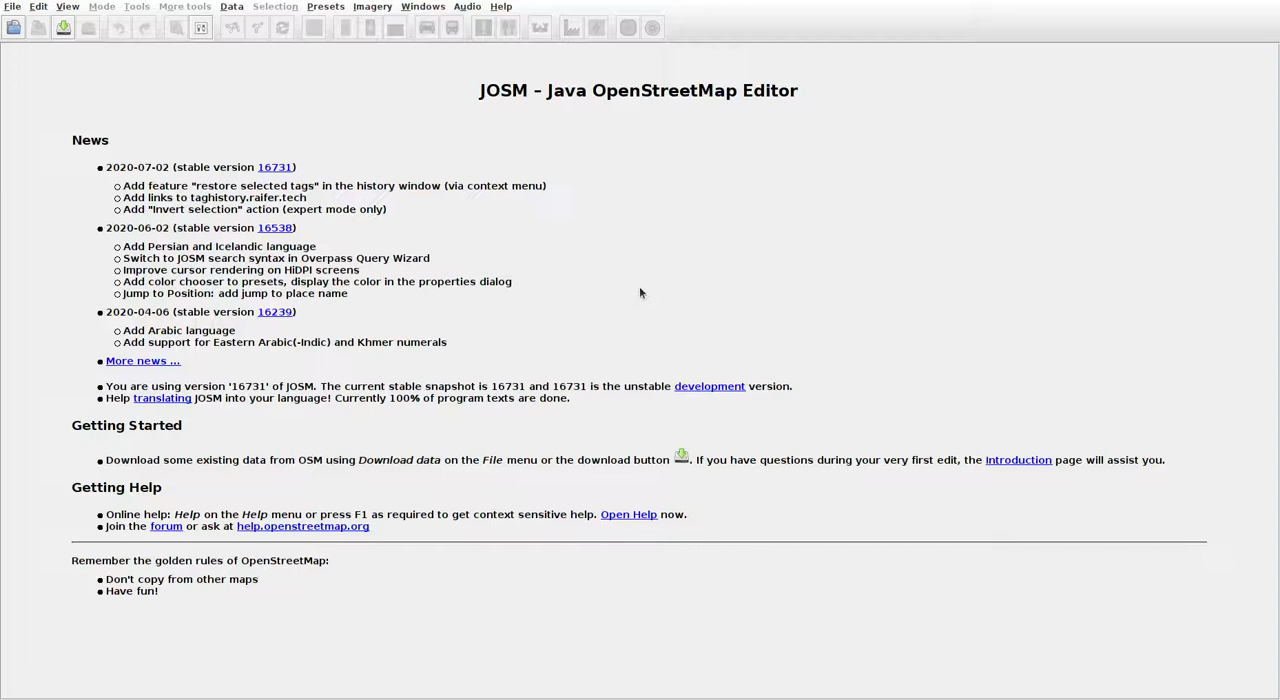 File Edit View Mode Tools More tools Data Selection Presets Imagery Windows Audio Help
JOSM – Java OpenStreetMap Editor
News
2020-07-02 (stable version 16731)
Add feature "restore selected tags" in the history window (via context menu)
Add links to taghistory.raifer.tech
Add "Invert selection" action (expert mode only)
2020-06-02 (stable version 16538)
Add Persian and Icelandic language
Switch to JOSM search syntax in Overpass Query Wizard
Improve cursor rendering on HiDPI screens
Add color chooser to presets, display the color in the properties dialog
Jump to Position: add jump to place name
2020-04-06 (stable version 16239)
Add Arabic language
Add support for Eastern Arabic(-Indic) and Khmer numerals
More news ...
You are using version '16731' of JOSM. The current stable snapshot is 16731 and 16731 is the unstable development version.
Help translating JOSM into your language! Currently 100% of program texts are done.
Getting Started
Download some existing data from OSM using Download data on the File menu or the download button . If you have questions during your very first edit, the Introduction page will assist you.
Getting Help
Online help: Help on the Help menu or press F1 as required to get context sensitive help. Open Help now.
Join the forum or ask at help.openstreetmap.org
Remember the golden rules of OpenStreetMap:
Don't copy from other maps
Have fun!